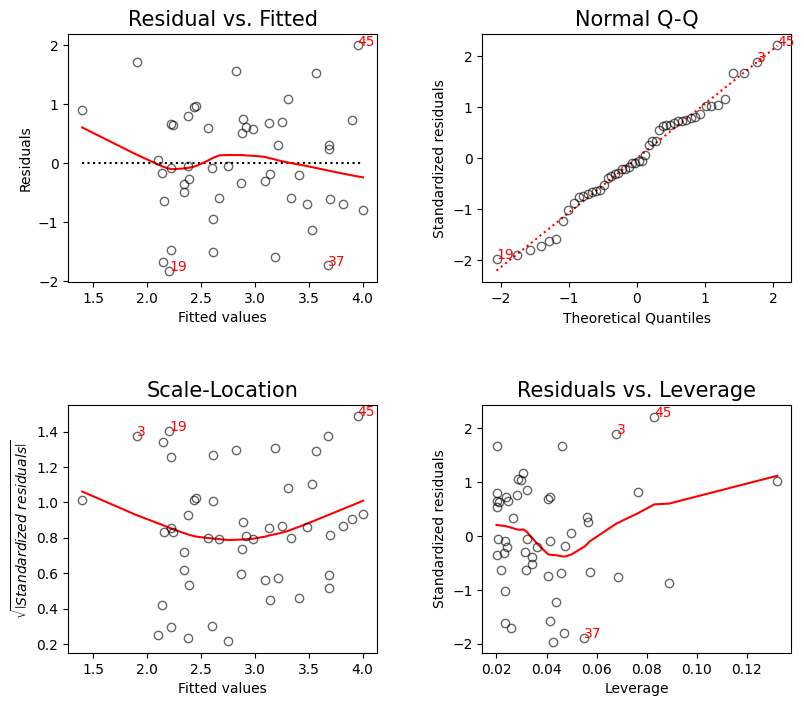 Residual vs. Fitted
Residuals
2
1
0
−1
−2
45
19
37
1.5 2.0 2.5 3.0 3.5 4.0
Fitted values
Normal Q-Q
Standardized residuals
2
1
0
−1
−2
45
3
19
−2 −1 0 1 2
Theoretical Quantiles
Scale-Location
√|Standardized residuals|
1.4
1.2
1.0
0.8
0.6
0.4
0.2
45
19
3
1.5 2.0 2.5 3.0 3.5 4.0
Fitted values
Residuals vs. Leverage
Standardized residuals
2
1
0
−1
−2
45
3
37
0.02 0.04 0.06 0.08 0.10 0.12
Leverage